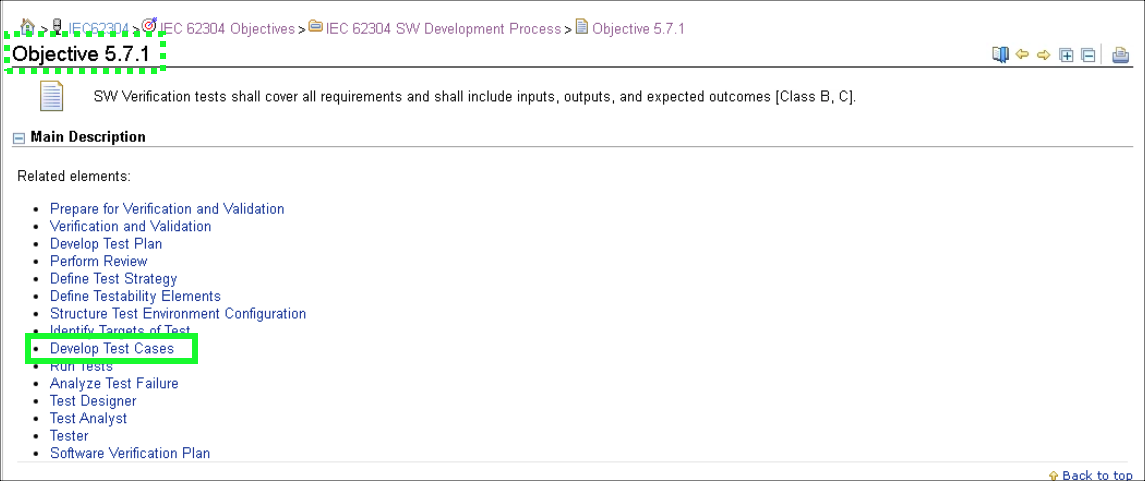 > IEC62304 > IEC 62304 Objectives > IEC 62304 SW Development Process > Objective 5.7.1
Objective 5.7.1
SW Verification tests shall cover all requirements and shall include inputs, outputs, and expected outcomes [Class B, C].
Main Description
Related elements:
• Prepare for Verification and Validation
• Verification and Validation
• Develop Test Plan
• Perform Review
• Define Test Strategy
• Define Testability Elements
• Structure Test Environment Configuration
• Identify Targets of Test
• Develop Test Cases
• Run Tests
• Analyze Test Failure
• Test Designer
• Test Analyst
• Tester
• Software Verification Plan
Back to top